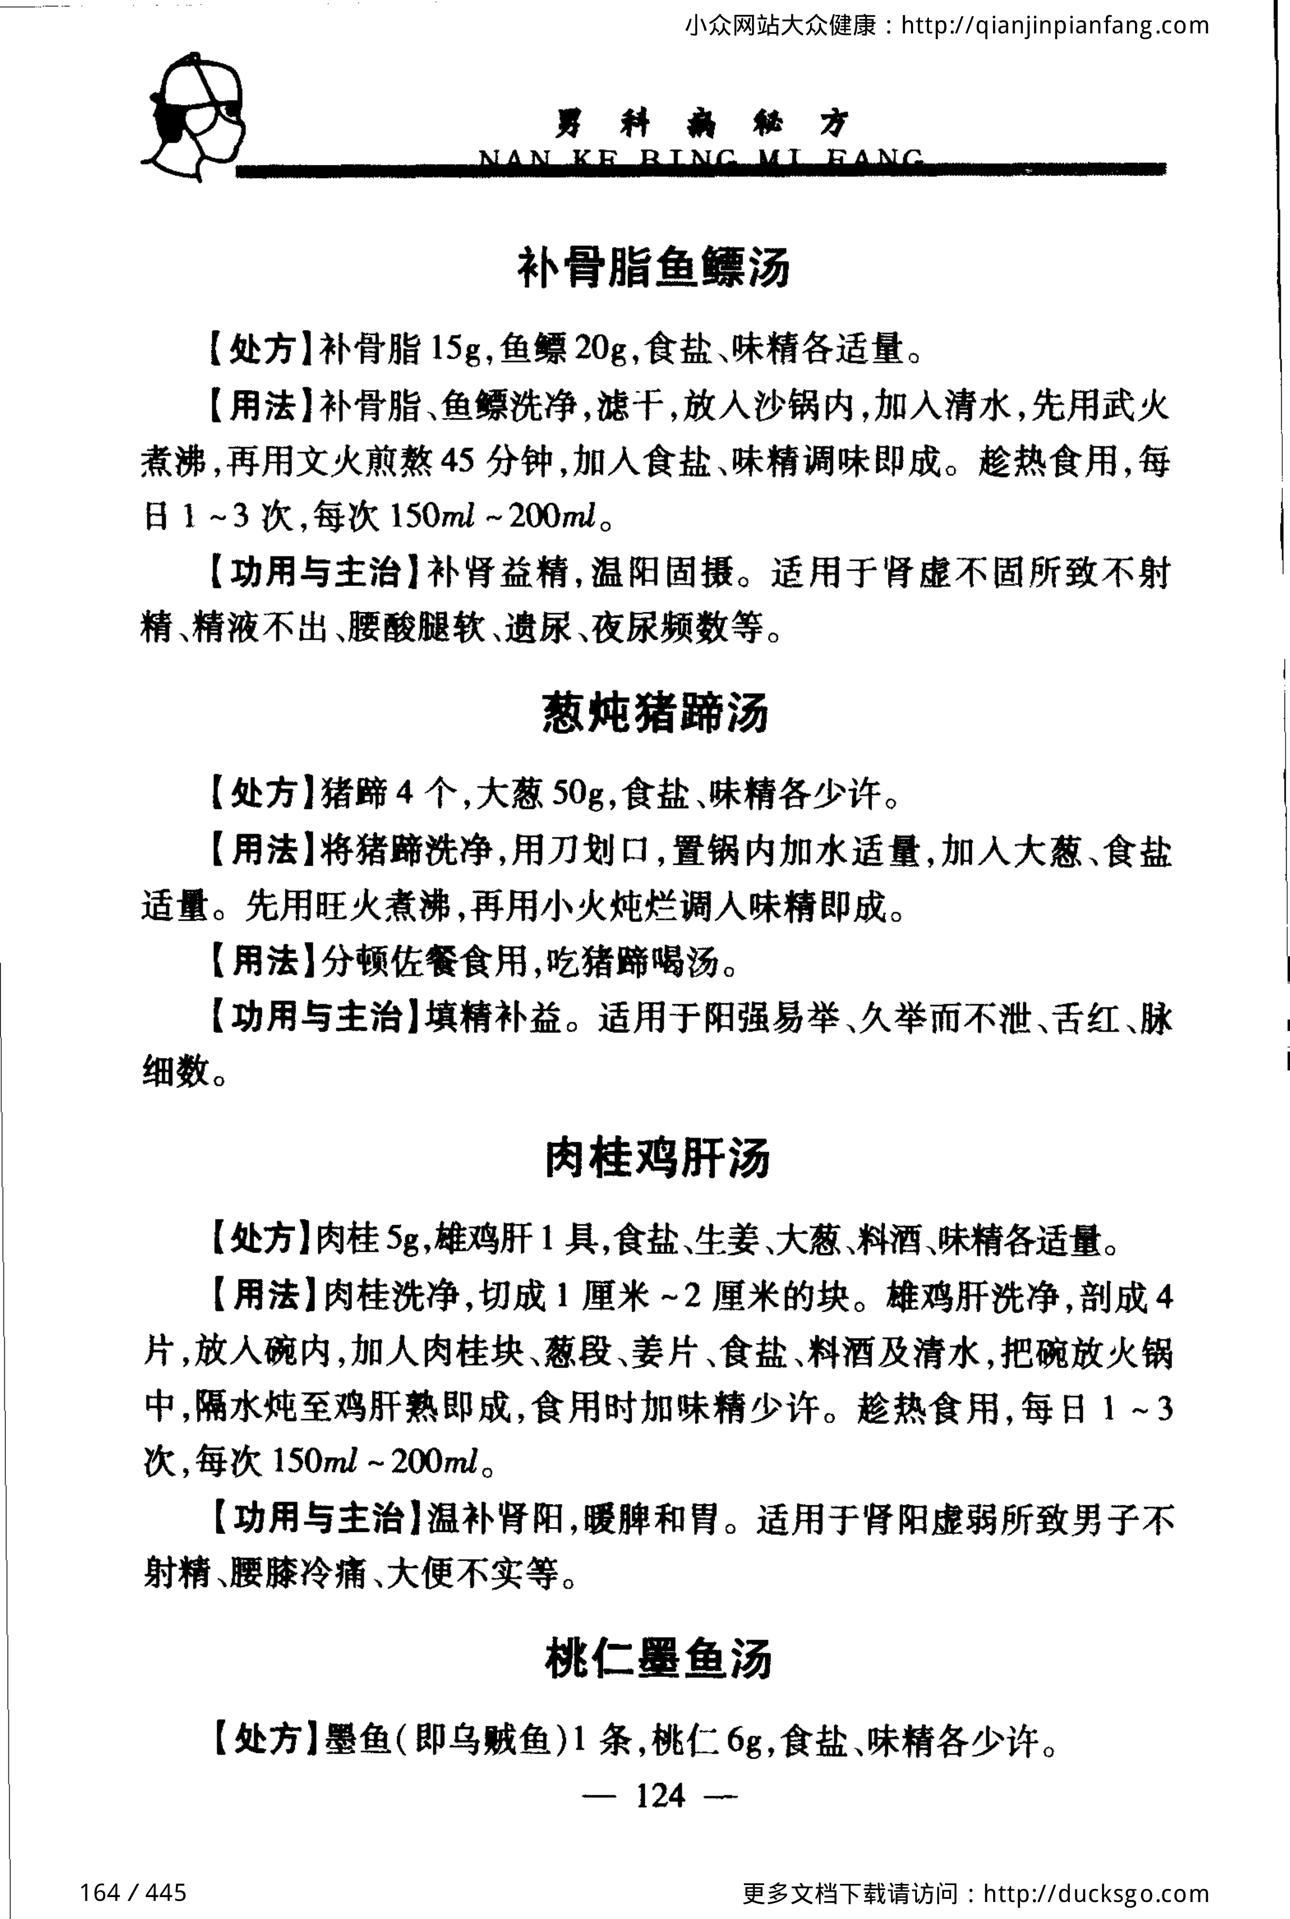 小众网站大众健康：http://qianjinpianfang.com
男科病秘方
NAN KE BING MI FANG
补骨脂鱼鳔汤
【处方】补骨脂 15g,鱼鳔 20g,食盐、味精各适量。
【用法】补骨脂、鱼鳔洗净,滤干,放入沙锅内,加入清水,先用武火
煮沸,再用文火煎熬 45 分钟,加入食盐、味精调味即成。趁热食用,每
日 1 ~ 3 次,每次 150ml ~ 200ml。
【功用与主治】补肾益精,温阳固摄。适用于肾虚不固所致不射
精、精液不出、腰酸腿软、遗尿、夜尿频数等。
葱炖猪蹄汤
【处方】猪蹄 4 个,大葱 50g,食盐、味精各少许。
【用法】将猪蹄洗净,用刀划口,置锅内加水适量,加入大葱、食盐
适量。先用旺火煮沸,再用小火炖烂调入味精即成。
【用法】分顿佐餐食用,吃猪蹄喝汤。
【功用与主治】填精补益。适用于阳强易举、久举而不泄、舌红、脉
细数。
肉桂鸡肝汤
【处方】肉桂 5g,雄鸡肝 1 具,食盐、生姜、大葱、料酒、味精各适量。
【用法】肉桂洗净,切成 1 厘米 ~ 2 厘米的块。雄鸡肝洗净,剖成 4
片,放入碗内,加人肉桂块、葱段、姜片、食盐、料酒及清水,把碗放火锅
中,隔水炖至鸡肝熟即成,食用时加味精少许。趁热食用,每日 1 ~ 3
次,每次 150ml ~ 200ml。
【功用与主治】温补肾阳,暖脾和胃。适用于肾阳虚弱所致男子不
射精、腰膝冷痛、大便不实等。
桃仁墨鱼汤
【处方】墨鱼(即乌贼鱼)1 条,桃仁 6g,食盐、味精各少许。
— 124 —
164 / 445
更多文档下载请访问：http://ducksgo.com